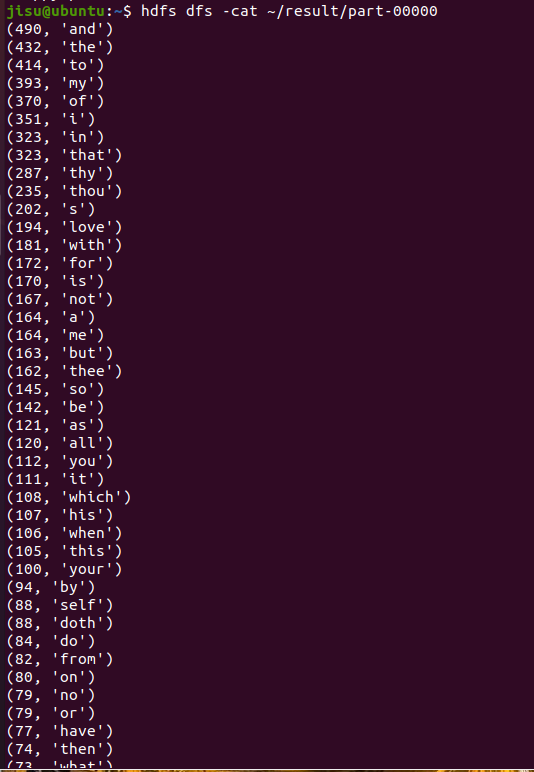 jisu@ubuntu:~$ hdfs dfs -cat ~/result/part-00000
(490, 'and')
(432, 'the')
(414, 'to')
(393, 'my')
(370, 'of')
(351, 'i')
(323, 'in')
(323, 'that')
(287, 'thy')
(235, 'thou')
(202, 's')
(194, 'love')
(181, 'with')
(172, 'for')
(170, 'is')
(167, 'not')
(164, 'a')
(164, 'me')
(163, 'but')
(162, 'thee')
(145, 'so')
(142, 'be')
(121, 'as')
(120, 'all')
(112, 'you')
(111, 'it')
(108, 'which')
(107, 'his')
(106, 'when')
(105, 'this')
(100, 'your')
(94, 'by')
(88, 'self')
(88, 'doth')
(84, 'do')
(82, 'from')
(80, 'on')
(79, 'no')
(79, 'or')
(77, 'have')
(74, 'then')
(73, 'what')